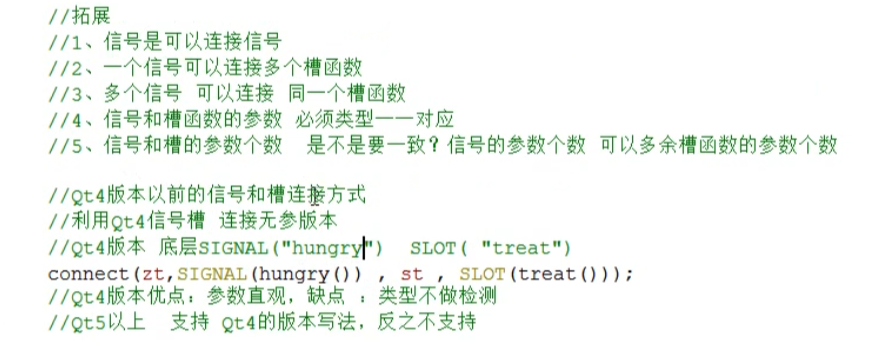 //拓展
//1、信号是可以连接信号
//2、一个信号可以连接多个槽函数
//3、多个信号 可以连接 同一个槽函数
//4、信号和槽函数的参数 必须类型一一对应
//5、信号和槽的参数个数 是不是要一致？信号的参数个数 可以多余槽函数的参数个数
//Qt4版本以前的信号和槽连接方式
//利用Qt4信号槽 连接无参版本
//Qt4版本 底层SIGNAL("hungry") SLOT( "treat")
connect(zt,SIGNAL(hungry()) , st , SLOT(treat()));
//Qt4版本优点：参数直观，缺点 ：类型不做检测
//Qt5以上 支持 Qt4的版本写法，反之不支持